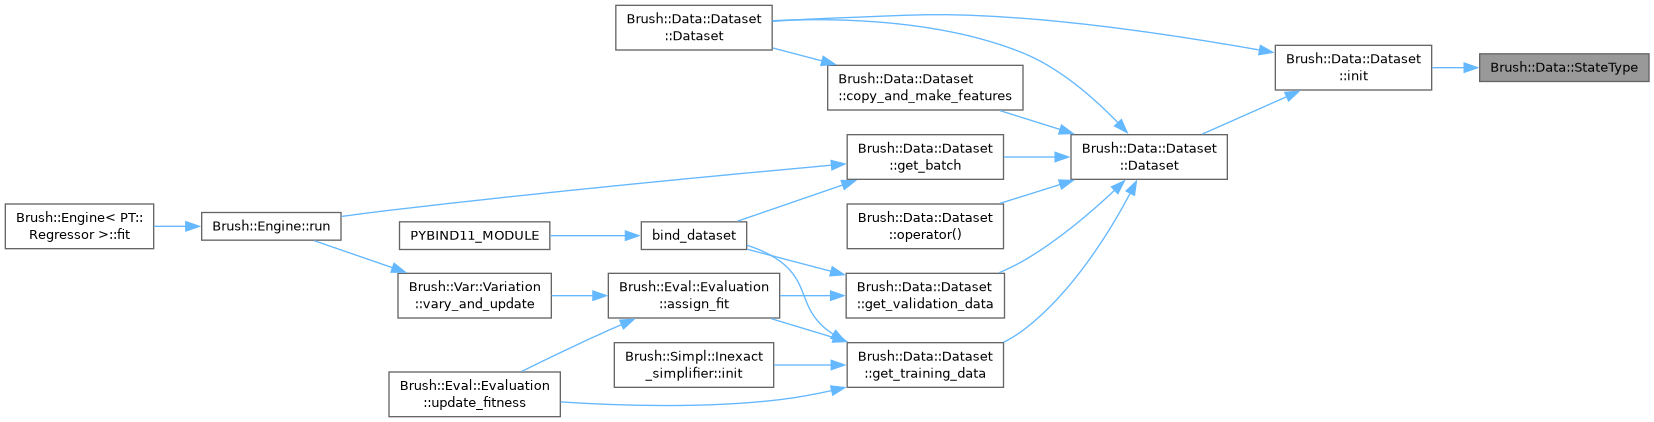 Brush::Data::Dataset
::Dataset
Brush::Data::Dataset
::init
Brush::Data::StateType
Brush::Data::Dataset
::copy_and_make_features
Brush::Data::Dataset
::get_batch
Brush::Data::Dataset
::Dataset
Brush::Engine< PT::
Regressor >::fit
Brush::Engine::run
PYBIND11_MODULE
bind_dataset
Brush::Data::Dataset
::operator()
Brush::Var::Variation
::vary_and_update
Brush::Eval::Evaluation
::assign_fit
Brush::Data::Dataset
::get_validation_data
Brush::Simpl::Inexact
_simplifier::init
Brush::Data::Dataset
::get_training_data
Brush::Eval::Evaluation
::update_fitness